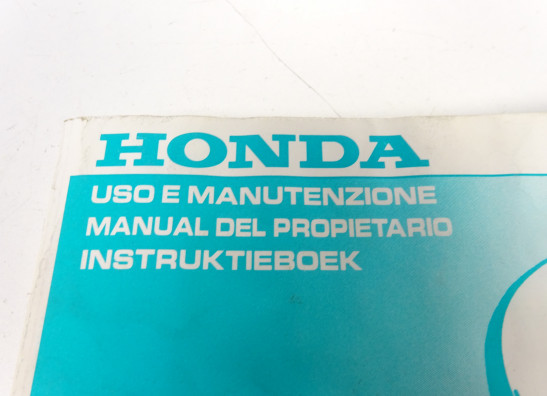 HONDA
USO E MANUTENZIONE
MANUAL DEL PROPIETARIO
INSTRUKTIEBOEK